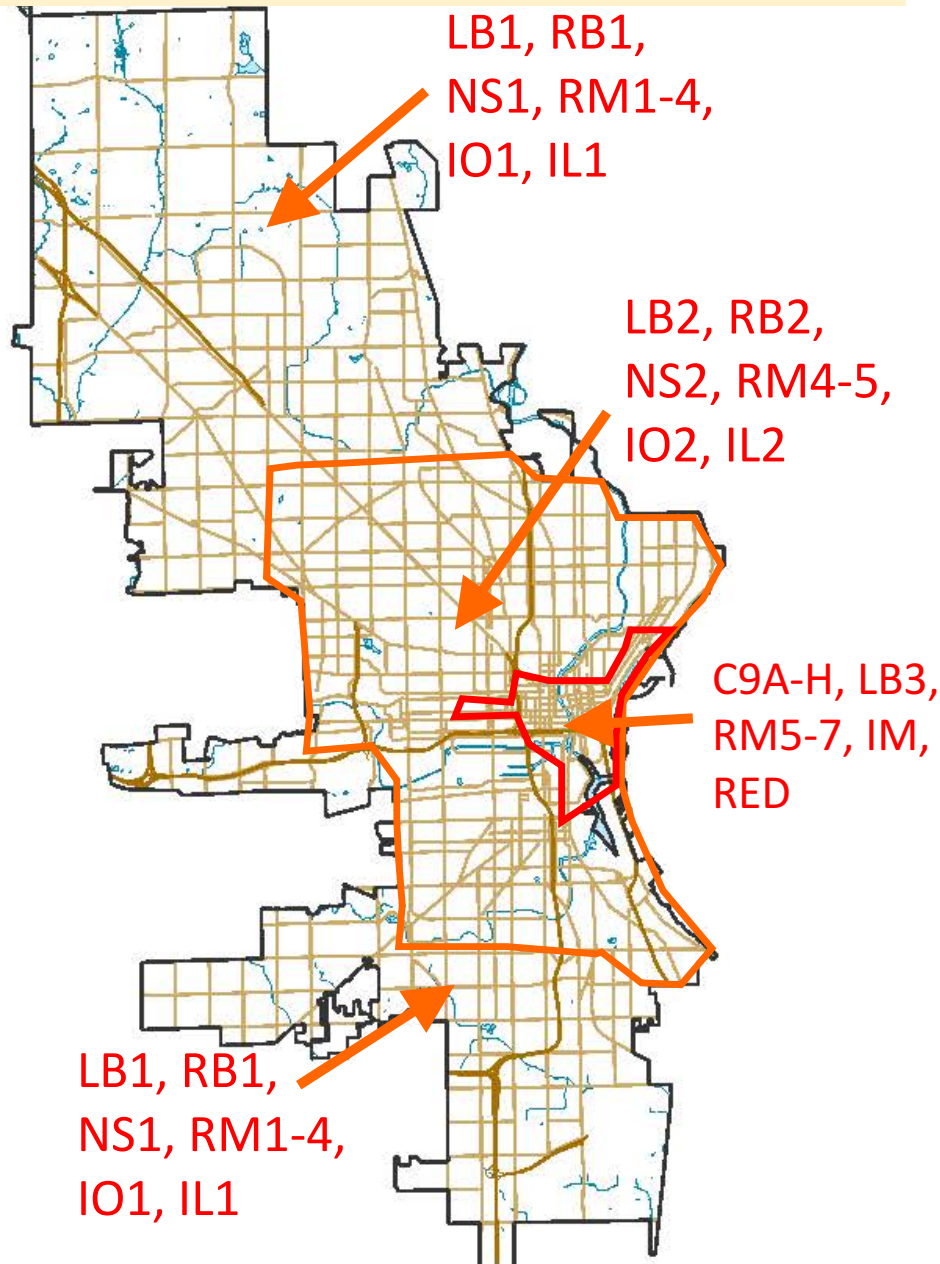 LB1, RB1,
NS1, RM1-4,
IO1, IL1
LB2, RB2,
NS2, RM4-5,
IO2, IL2
C9A-H, LB3,
RM5-7, IM,
RED
LB1, RB1,
NS1, RM1-4,
IO1, IL1